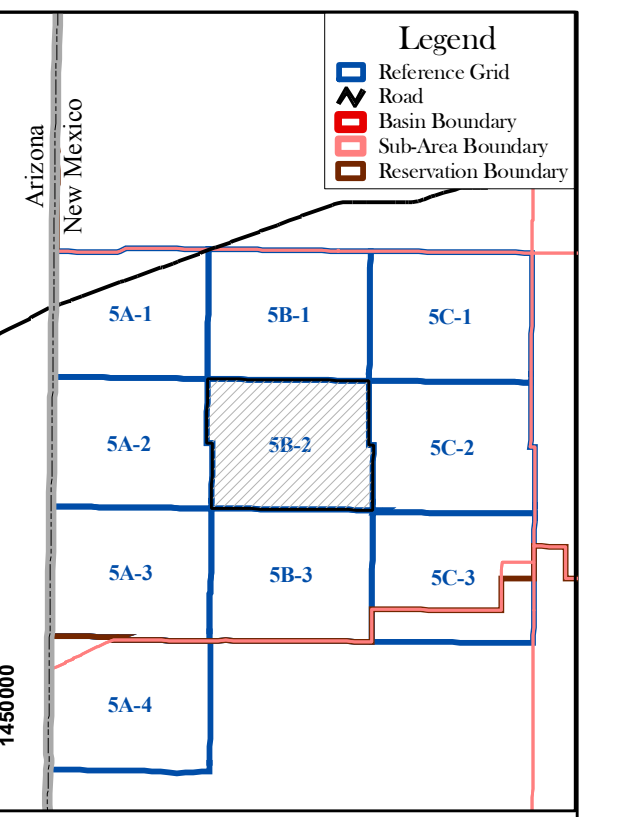 Legend
Reference Grid
Road
Basin Boundary
Sub-Area Boundary
Reservation Boundary
Arizona
New Mexico
5A-1
5B-1
5C-1
5A-2
5B-2
5C-2
5A-3
5B-3
5C-3
5A-4
1450000